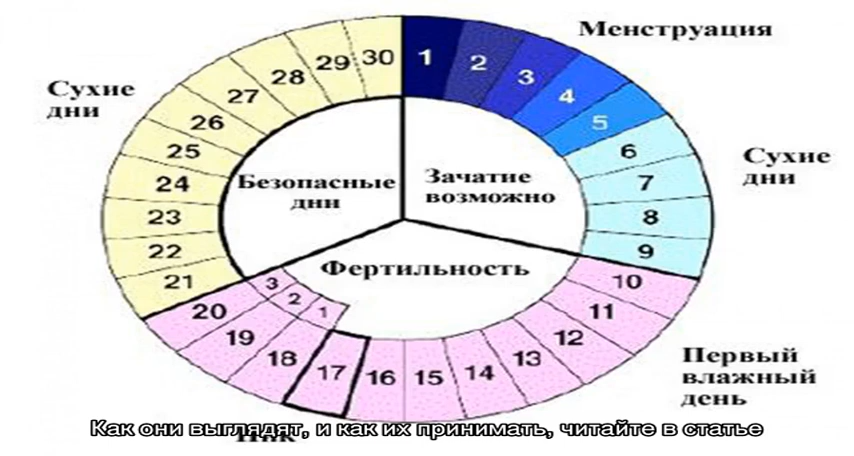 Менструация
30
1
2
3
4
5
6
7
8
9
10
11
12
13
14
15
16
17
18
19
20
21
22
23
24
25
26
27
28
29
Сухие
дни
Сухие
дни
Безопасные
дни
Зачатие
возможно
Фертильность
3
2
1
Первый
влажный
день
Как они выглядят, и как их принимать, читайте в статье